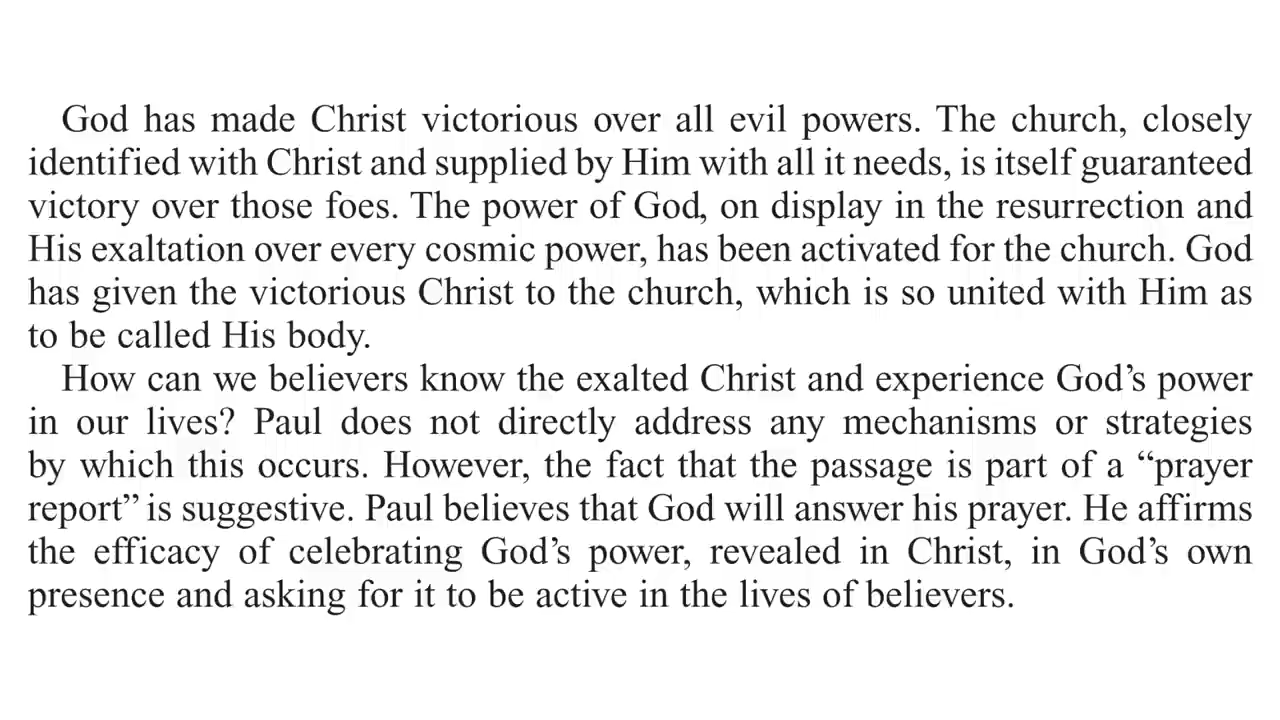 God has made Christ victorious over all evil powers. The church, closely
identified with Christ and supplied by Him with all it needs, is itself guaranteed
victory over those foes. The power of God, on display in the resurrection and
His exaltation over every cosmic power, has been activated for the church. God
has given the victorious Christ to the church, which is so united with Him as
to be called His body.
How can we believers know the exalted Christ and experience God’s power
in our lives? Paul does not directly address any mechanisms or strategies
by which this occurs. However, the fact that the passage is part of a “prayer
report” is suggestive. Paul believes that God will answer his prayer. He affirms
the efficacy of celebrating God’s power, revealed in Christ, in God’s own
presence and asking for it to be active in the lives of believers.